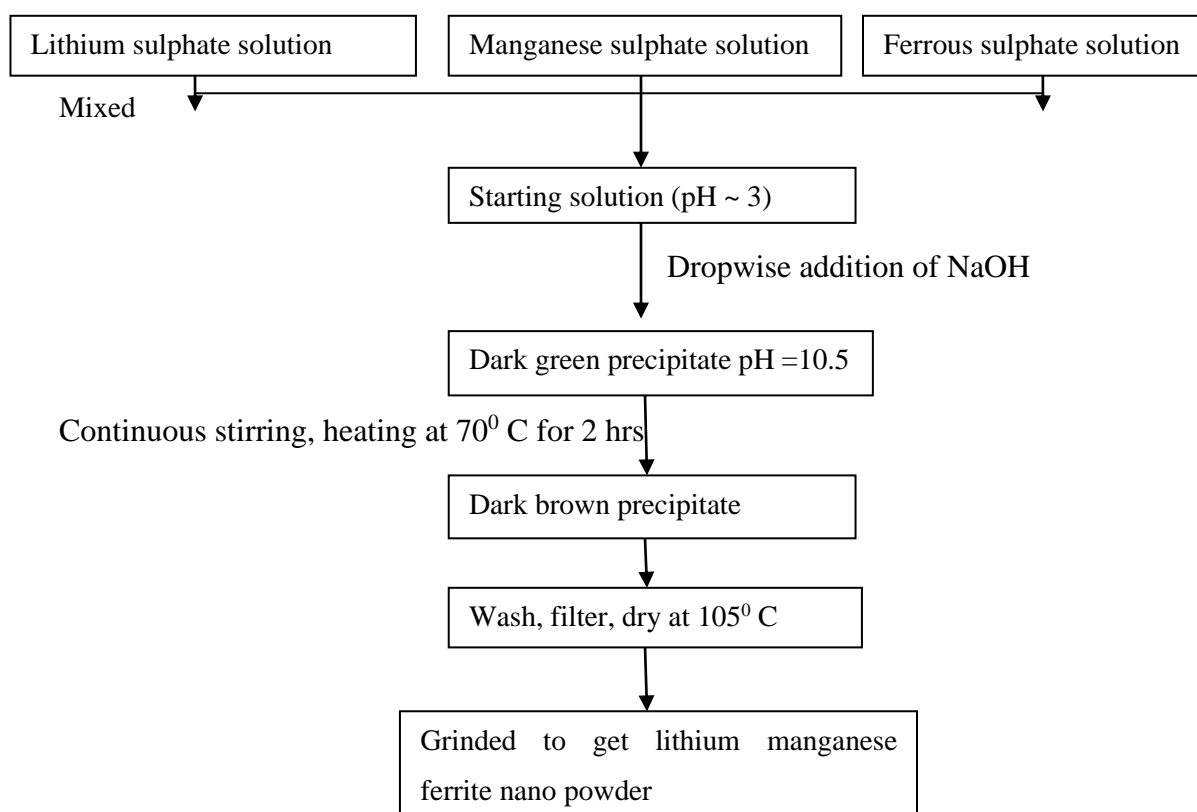 Lithium sulphate solution
Manganese sulphate solution
Ferrous sulphate solution
Mixed
Starting solution (pH ~ 3)
Dropwise addition of NaOH
Dark green precipitate pH =10.5
Continuous stirring, heating at 70⁰ C for 2 hrs
Dark brown precipitate
Wash, filter, dry at 105⁰ C
Grinded to get lithium manganese
ferrite nano powder